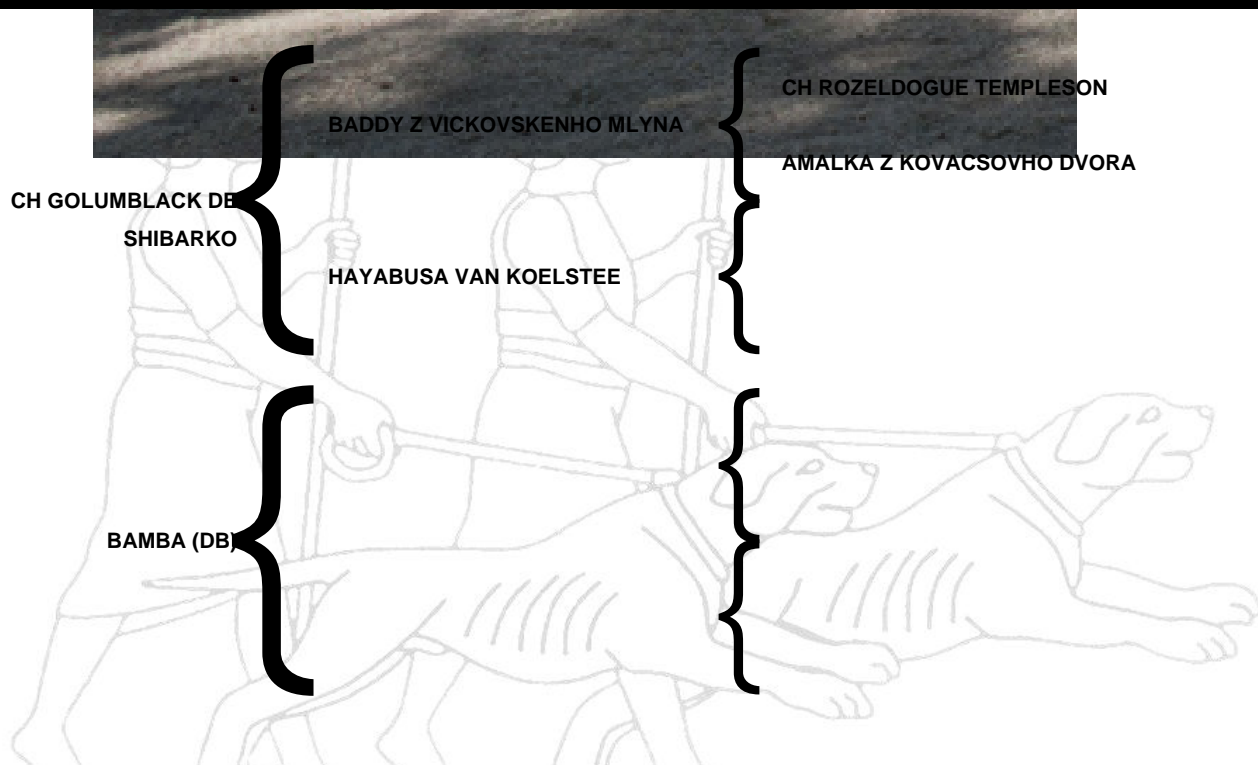 CH ROZELDOGUE TEMPLESON
BADDY Z VICKOVSKENHO MLYNA
AMALKA Z KOVACSOVHO DVORA
CH GOLUMBLACK DE
SHIBARKO
HAYABUSA VAN KOELSTEE
BAMBA (DB)